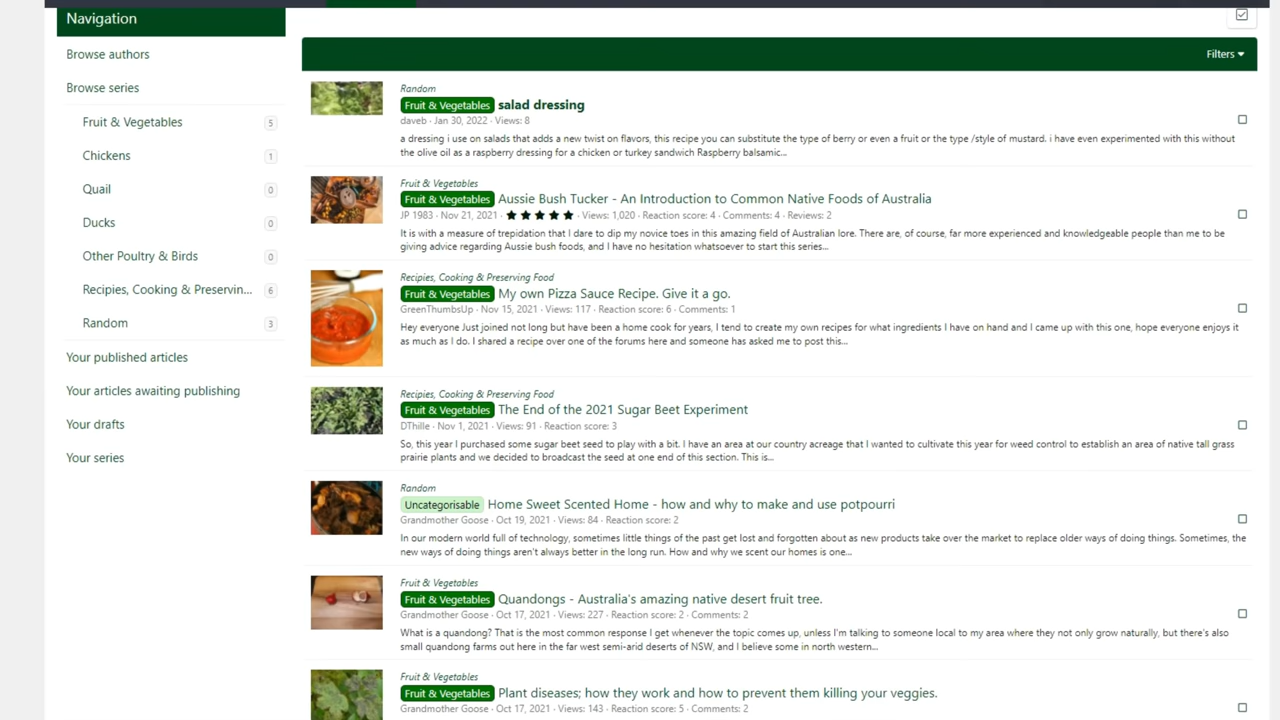 Navigation
Browse authors
Browse series
Fruit & Vegetables 5
Chickens 1
Quail 0
Ducks 0
Other Poultry & Birds 0
Recipies, Cooking & Preservin... 6
Random 3
Your published articles
Your articles awaiting publishing
Your drafts
Your series
Filters
Random
Fruit & Vegetables salad dressing
daveb · Jan 30, 2022 · Views: 8
a dressing i use on salads that adds a new twist on flavors, this recipe you can substitute the type of berry or even a fruit or the type /style of mustard. i have even experimented with this without
the olive oil as a raspberry dressing for a chicken or turkey sandwich Raspberry balsamic...
Fruit & Vegetables
Fruit & Vegetables Aussie Bush Tucker - An Introduction to Common Native Foods of Australia
JP 1983 · Nov 21, 2021 · ★★★★★ · Views: 1,020 · Reaction score: 4 · Comments: 4 · Reviews: 2
It is with a measure of trepidation that I dare to dip my novice toes in this amazing field of Australian lore. There are, of course, far more experienced and knowledgeable people than me to be
giving advice regarding Aussie bush foods, and I have no hesitation whatsoever to start this series...
Recipies, Cooking & Preserving Food
Fruit & Vegetables My own Pizza Sauce Recipe. Give it a go.
GreenThumbsUp · Nov 15, 2021 · Views: 117 · Reaction score: 6 · Comments: 1
Hey everyone Just joined not long but have been a home cook for years, I tend to create my own recipes for what ingredients I have on hand and I came up with this one, hope everyone enjoys it
as much as I do. I shared a recipe over one of the forums here and someone has asked me to post this...
Recipies, Cooking & Preserving Food
Fruit & Vegetables The End of the 2021 Sugar Beet Experiment
DThille · Nov 1, 2021 · Views: 91 · Reaction score: 3
So, this year I purchased some sugar beet seed to play with a bit. I have an area at our country acreage that I wanted to cultivate this year for weed control to establish an area of native tall grass
prairie plants and we decided to broadcast the seed at one end of this section. This is...
Random
Uncategorisable Home Sweet Scented Home - how and why to make and use potpourri
Grandmother Goose · Oct 19, 2021 · Views: 84 · Reaction score: 2
In our modern world full of technology, sometimes little things of the past get lost and forgotten about as new products take over the market to replace older ways of doing things. Sometimes, the
new ways of doing things aren't always better in the long run. How and why we scent our homes is one...
Fruit & Vegetables
Fruit & Vegetables Quandongs - Australia's amazing native desert fruit tree.
Grandmother Goose · Oct 17, 2021 · Views: 227 · Reaction score: 2 · Comments: 2
What is a quandong? That is the most common response I get whenever the topic comes up, unless I'm talking to someone local to my area where they not only grow naturally, but there's also
small quandong farms out here in the far west semi-arid deserts of NSW, and I believe some in north western...
Fruit & Vegetables
Fruit & Vegetables Plant diseases; how they work and how to prevent them killing your veggies.
Grandmother Goose · Oct 17, 2021 · Views: 143 · Reaction score: 5 · Comments: 2